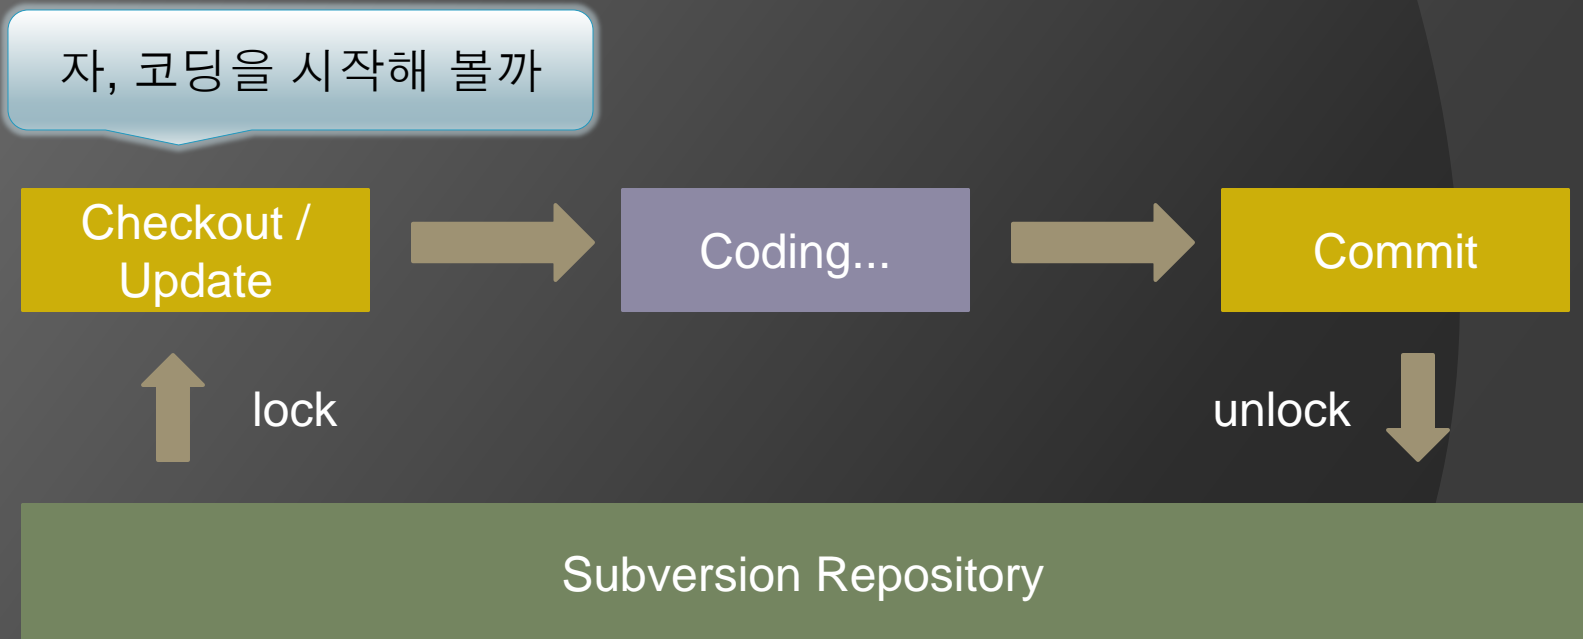 자, 코딩을 시작해 볼까
Checkout /
Update
Coding...
Commit
lock
unlock
Subversion Repository